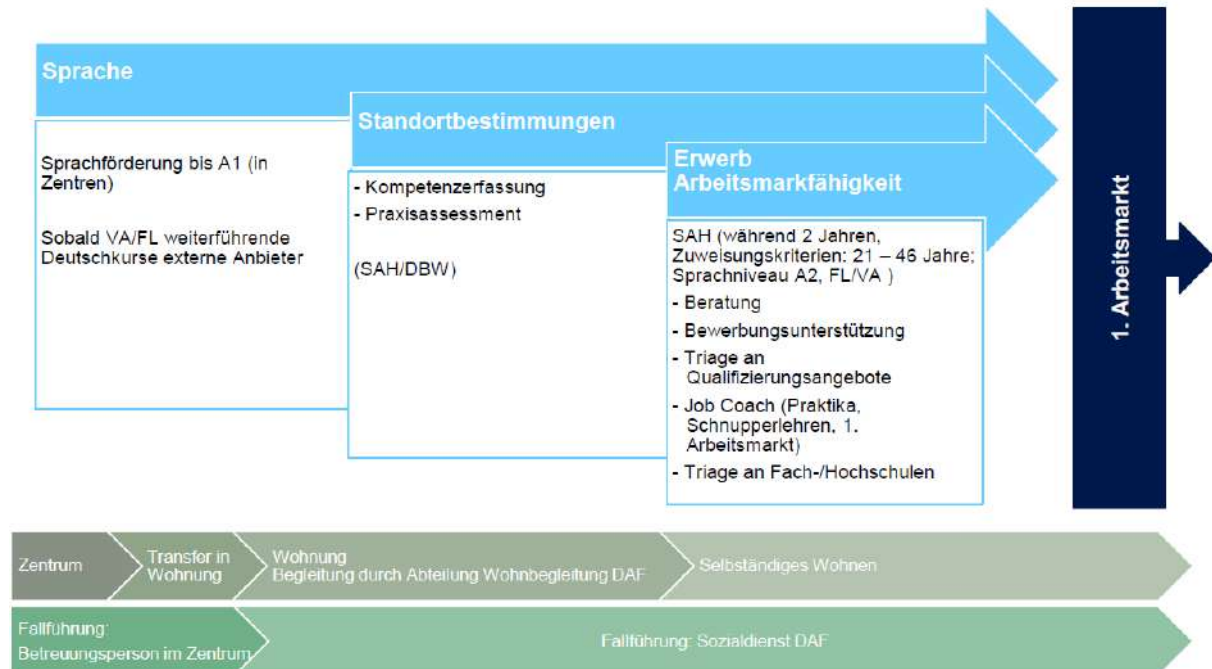 Sprache
Sprachförderung bis A1 (in
Zentren)
Sobald VA/FL weiterführende
Deutschkurse externe Anbieter
Standortbestimmungen
- Kompetenzerfassung
- Praxisassessment
(SAH/DBW)
Erwerb
Arbeitsmarkfähigkeit
SAH (während 2 Jahren,
Zuweisungskriterien: 21 – 46 Jahre;
Sprachniveau A2, FL/VA )
- Beratung
- Bewerbungsunterstützung
- Triage an
Qualifizierungsangebote
- Job Coach (Praktika,
Schnupperlehren, 1.
Arbeitsmarkt)
- Triage an Fach-/Hochschulen
1. Arbeitsmarkt
Zentrum
Transfer in
Wohnung
Wohnung
Begleitung durch Abteilung Wohnbegleitung DAF
Selbständiges Wohnen
Fallführung:
Betreuungsperson im Zentrum
Fallführung: Sozialdienst DAF